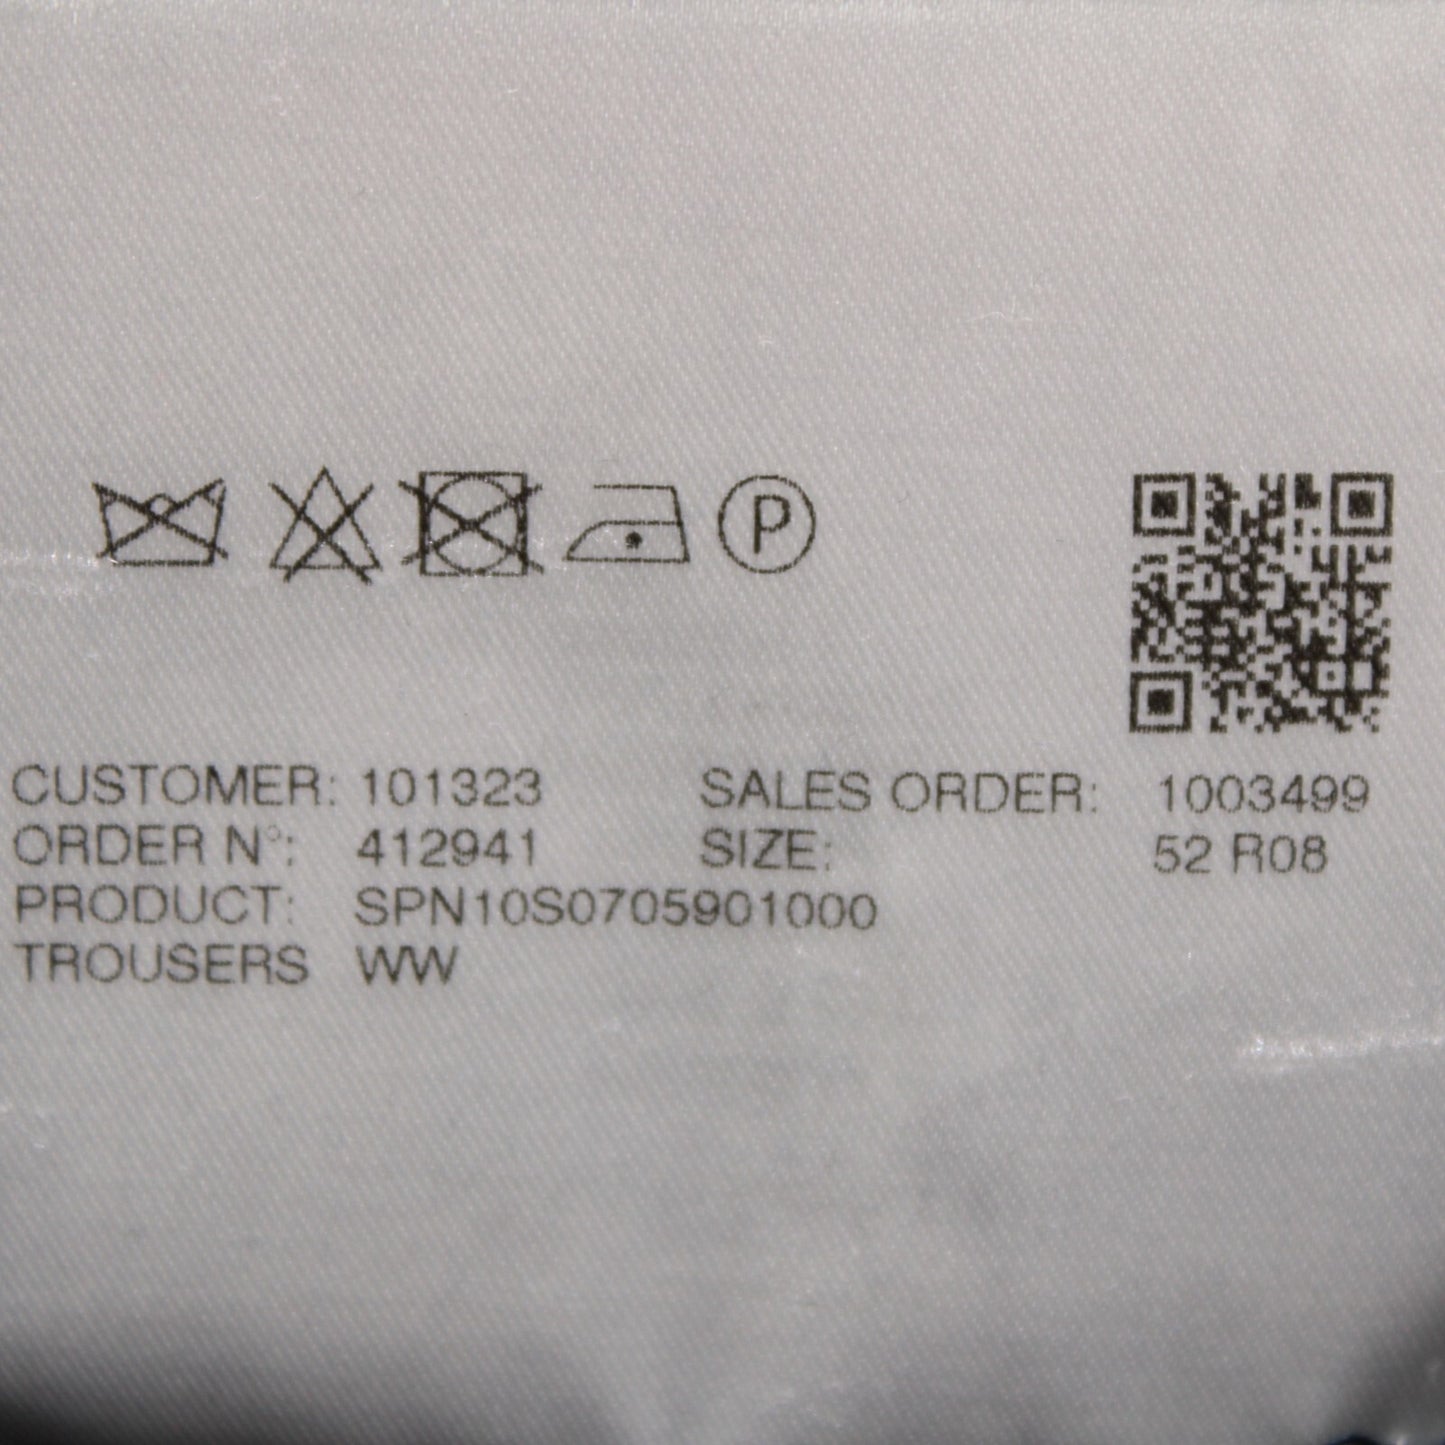 P
CUSTOMER: 101323 SALES ORDER: 1003499
ORDER N°: 412941 SIZE: 52 R08
PRODUCT: SPN10S0705901000
TROUSERS WW